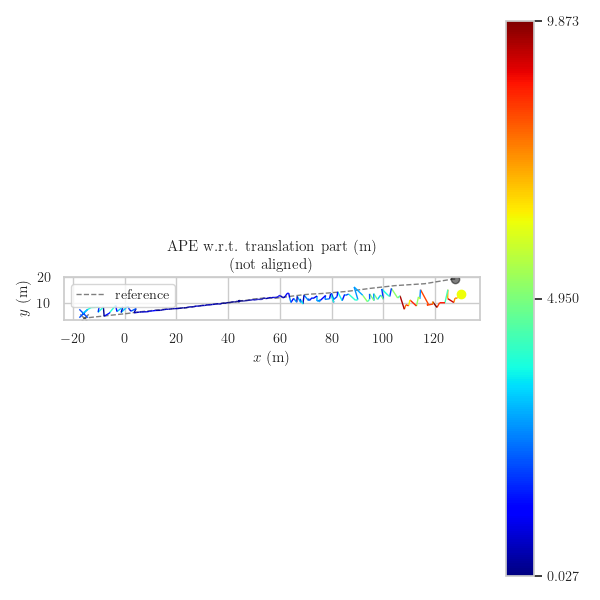 9.873
APE w.r.t. translation part (m)
(not aligned)
20
10
y (m)
reference
4.950
−20
0
20
40
60
80
100
120
x (m)
0.027